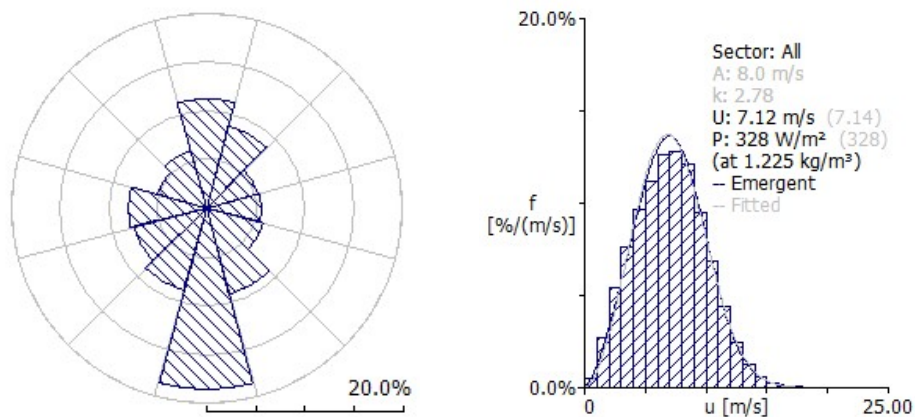 20.0%
20.0%
Sector: All
A: 8.0 m/s
k: 2.78
U: 7.12 m/s (7.14)
P: 328 W/m² (328)
(at 1.225 kg/m³)
-- Emergent
-- Fitted
f
[%/(m/s)]
0.0%
0
u [m/s]
25.00